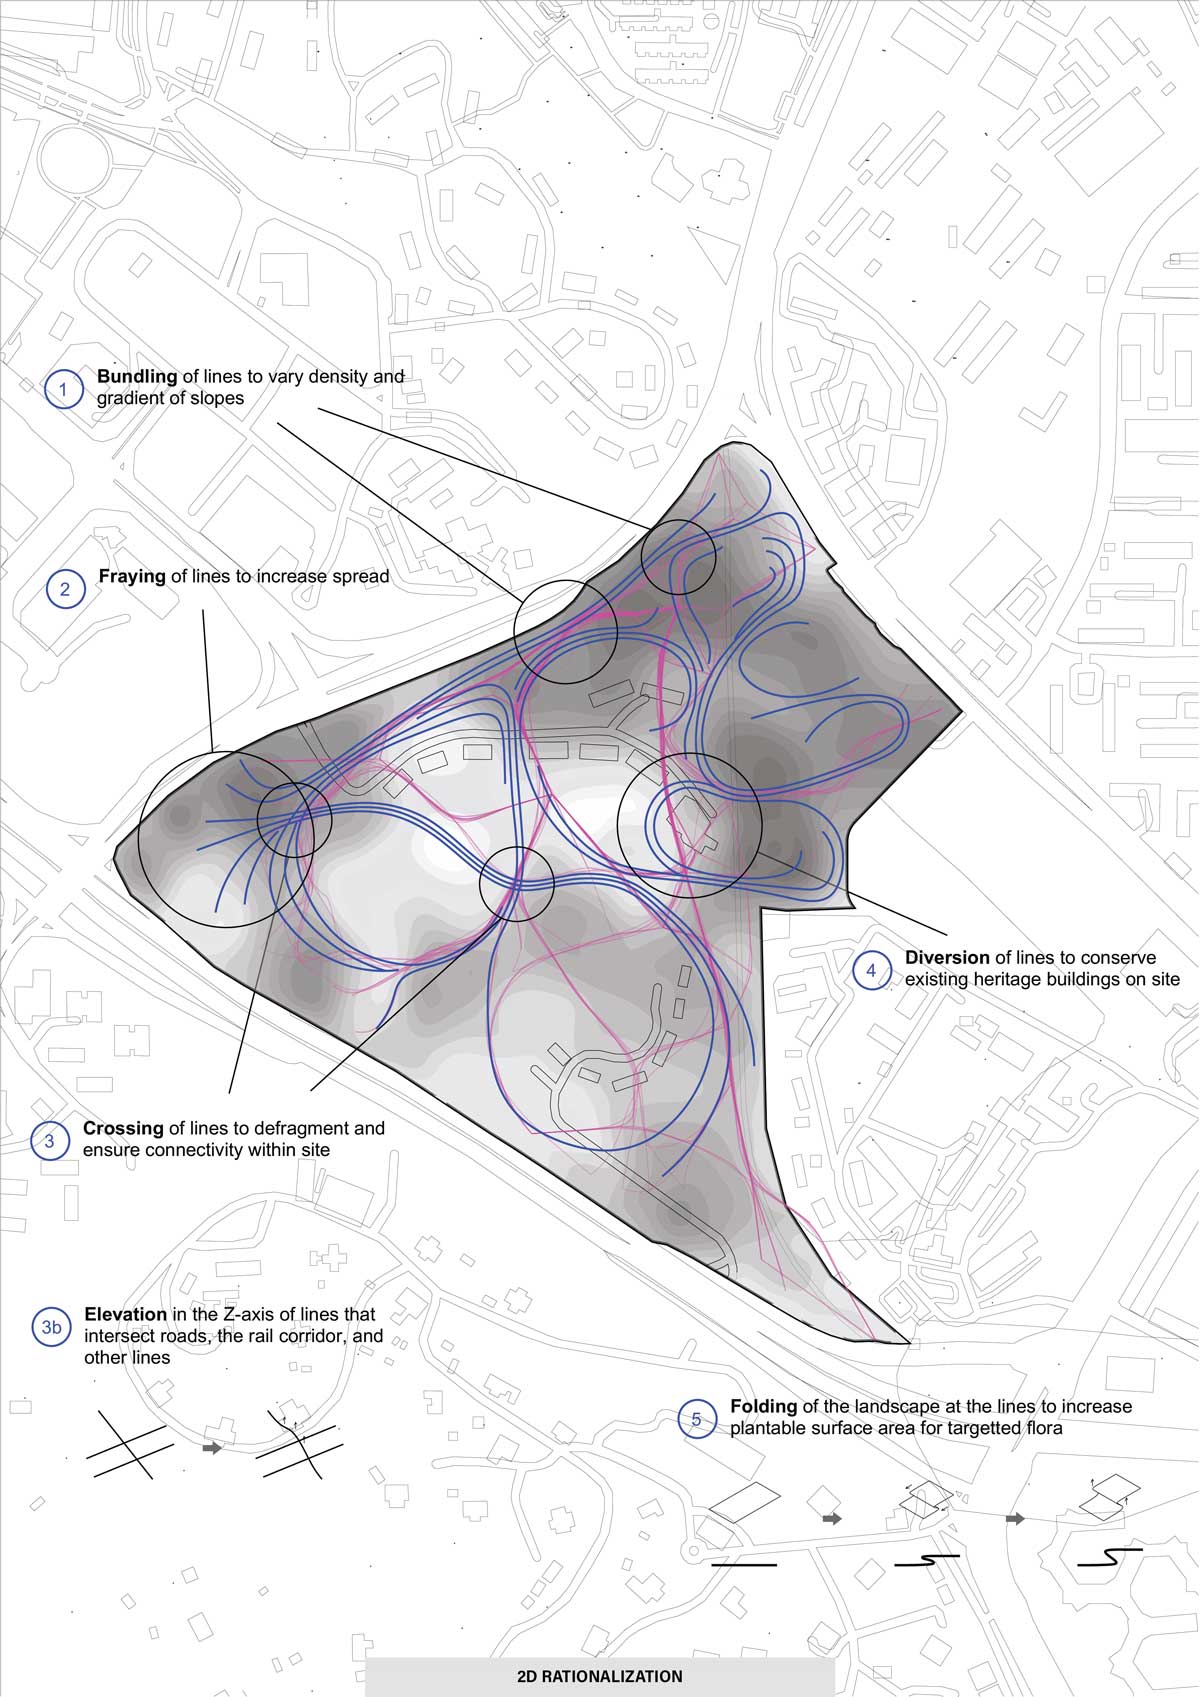 1
Bundling of lines to vary density and
gradient of slopes
2
Fraying of lines to increase spread
4
Diversion of lines to conserve
existing heritage buildings on site
3
Crossing of lines to defragment and
ensure connectivity within site
3b
Elevation in the Z-axis of lines that
intersect roads, the rail corridor, and
other lines
5
Folding of the landscape at the lines to increase
plantable surface area for targetted flora
2D RATIONALIZATION